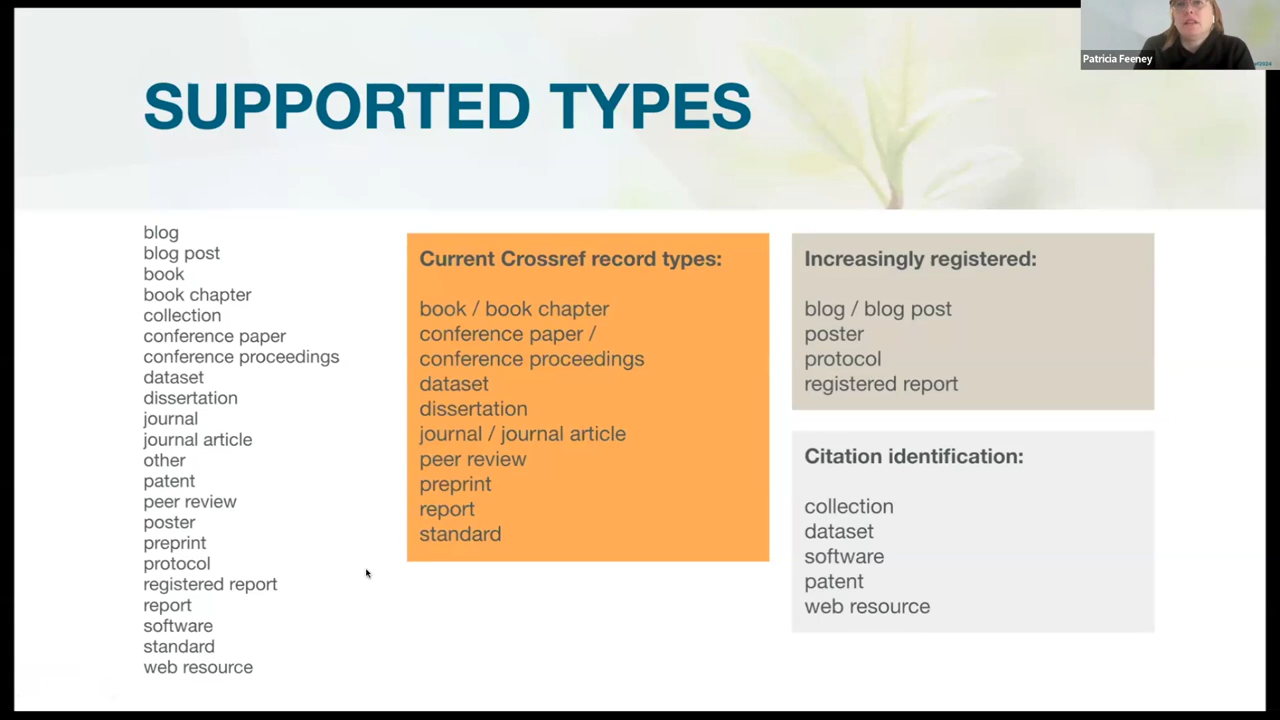 SUPPORTED TYPES
Patricia Feeney
blog
blog post
book
book chapter
collection
conference paper
conference proceedings
dataset
dissertation
journal
journal article
other
patent
peer review
poster
preprint
protocol
registered report
report
software
standard
web resource
Current Crossref record types:
book / book chapter
conference paper /
conference proceedings
dataset
dissertation
journal / journal article
peer review
preprint
report
standard
Increasingly registered:
blog / blog post
poster
protocol
registered report
Citation identification:
collection
dataset
software
patent
web resource